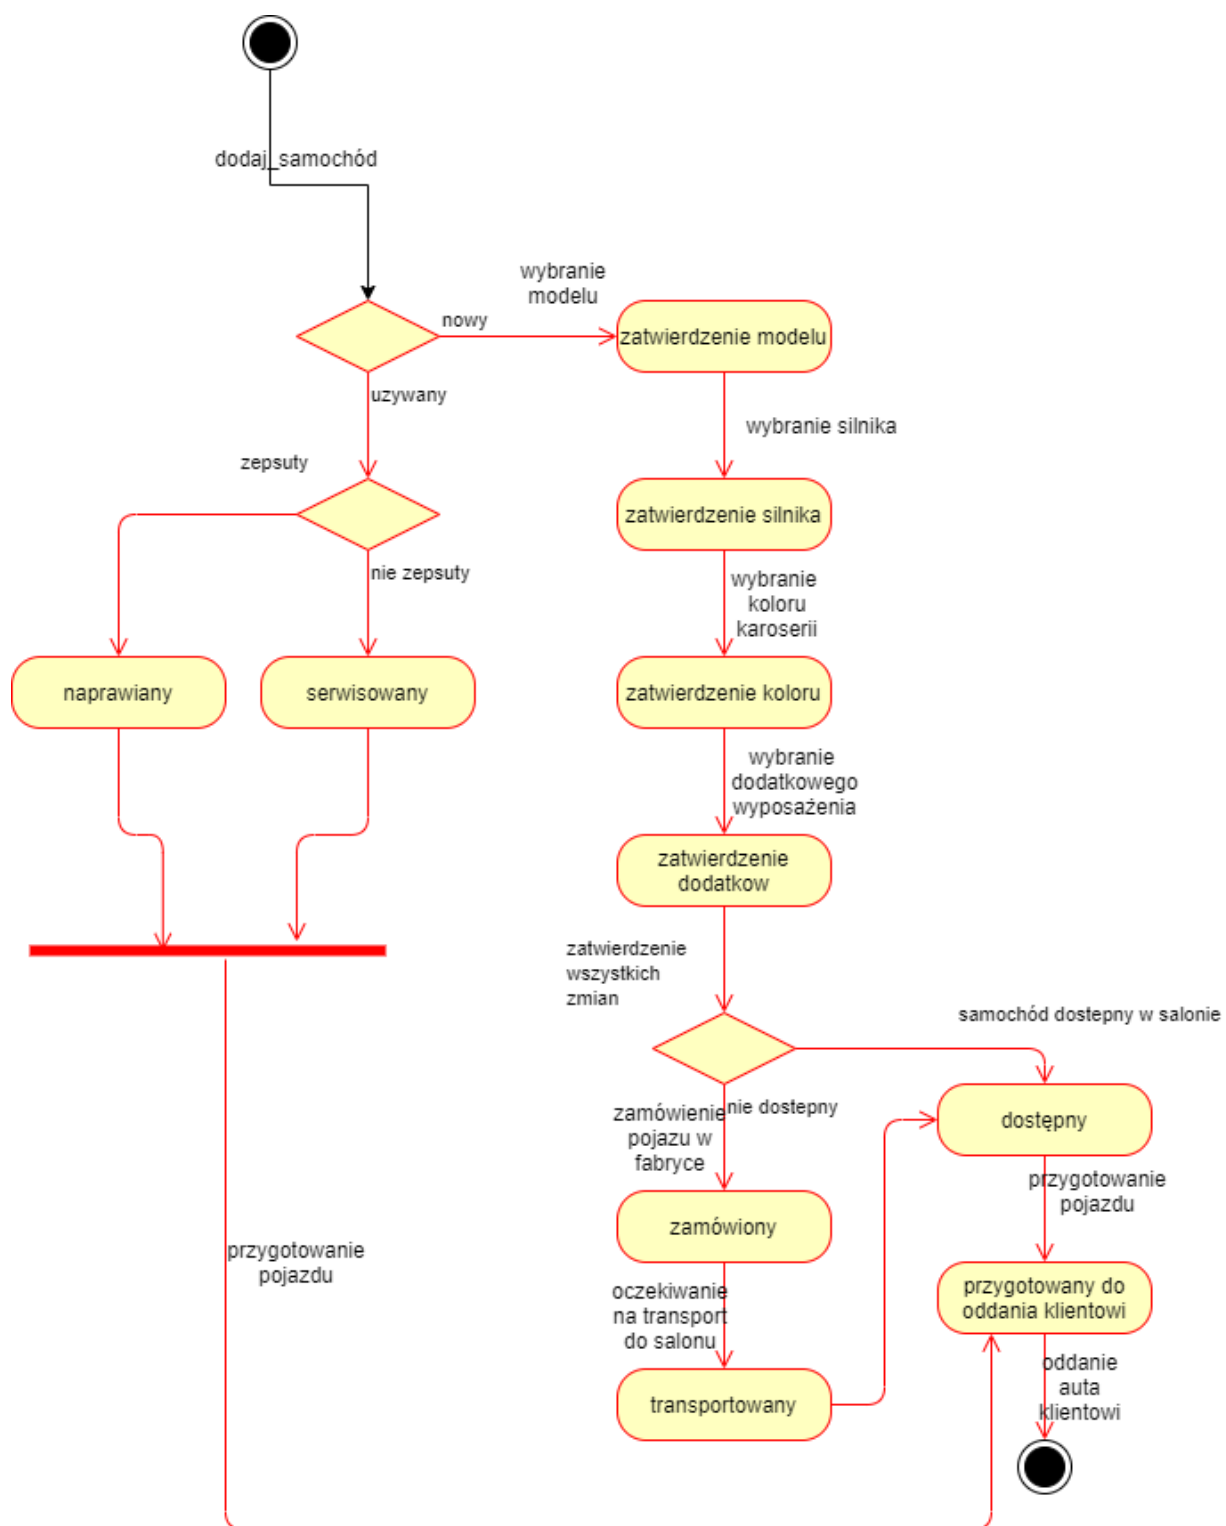 dodaj_samochód
wybranie
modelu
nowy
zatwierdzenie modelu
uzywany
wybranie silnika
zepsuty
zatwierdzenie silnika
nie zepsuty
wybranie
koloru
karoserii
naprawiany
serwisowany
zatwierdzenie koloru
wybranie
dodatkowego
wyposażenia
zatwierdzenie
dodatkow
zatwierdzenie
wszystkich
zmian
samochód dostepny w salonie
nie dostepny
zamówienie
pojazu w
fabryce
dostępny
przygotowanie
pojazdu
zamówiony
przygotowanie
pojazdu
oczekiwanie
na transport
do salonu
przygotowany do
oddania klientowi
transportowany
oddanie
auta
klientowi